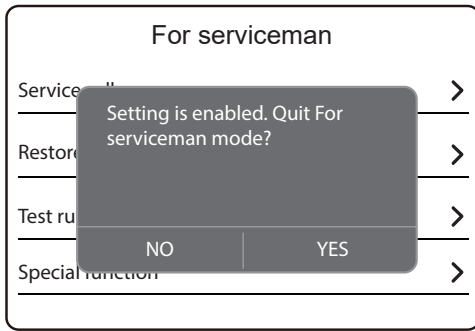 For serviceman
Service
Setting is enabled. Quit For
serviceman mode?
Restore
Test ru
NO YES
Special function